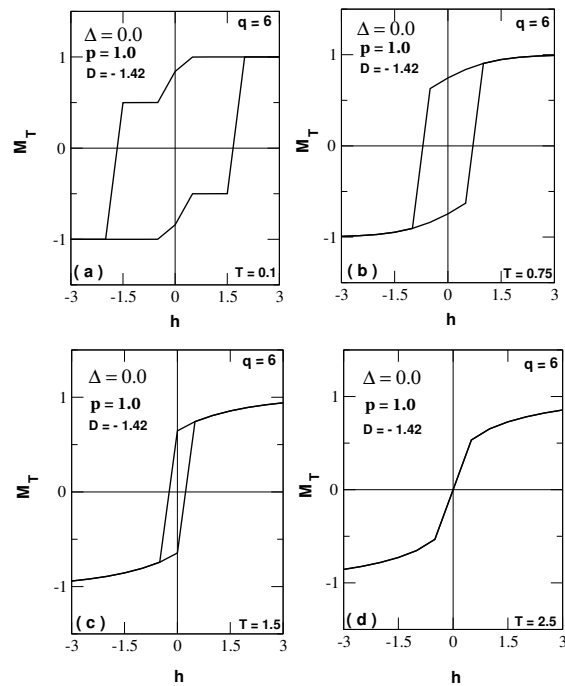 q = 6
Δ = 0.0
p = 1.0
D = - 1.42
1
0
-1
M_T
( a )
T = 0.1
-3 -1.5 0 1.5 3
h
q = 6
Δ = 0.0
p = 1.0
D = - 1.42
1
0
-1
M_T
( b )
T = 0.75
-3 -1.5 0 1.5 3
h
q = 6
Δ = 0.0
p = 1.0
D = - 1.42
1
0
-1
M_T
( c )
T = 1.5
-3 -1.5 0 1.5 3
h
q = 6
Δ = 0.0
p = 1.0
D = - 1.42
1
0
-1
M_T
( d )
T = 2.5
-3 -1.5 0 1.5 3
h